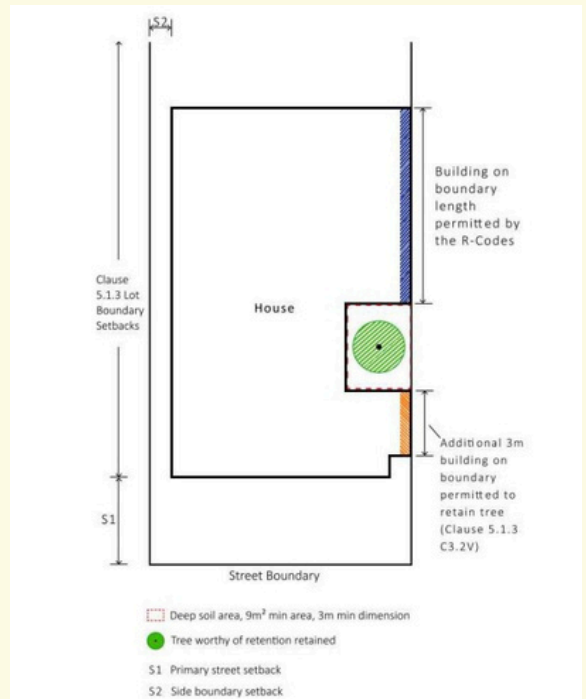 S2
Building on
boundary
length
permitted by
the R-Codes
Clause
5.1.3 Lot
Boundary
Setbacks
House
Additional 3m
building on
boundary
permitted to
retain tree
(Clause 5.1.3
C3.2V)
S1
Street Boundary
Deep soil area, 9m² min area, 3m min dimension
Tree worthy of retention retained
S1 Primary street setback
S2 Side boundary setback